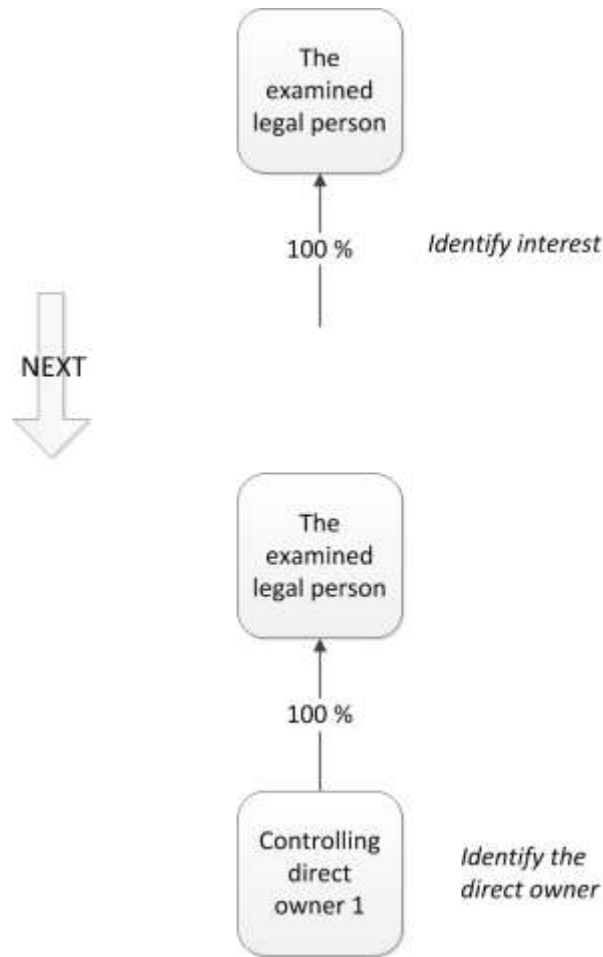 The
examined
legal person
100 %
Identify interest
NEXT
The
examined
legal person
100 %
Controlling
direct
owner 1
Identify the
direct owner